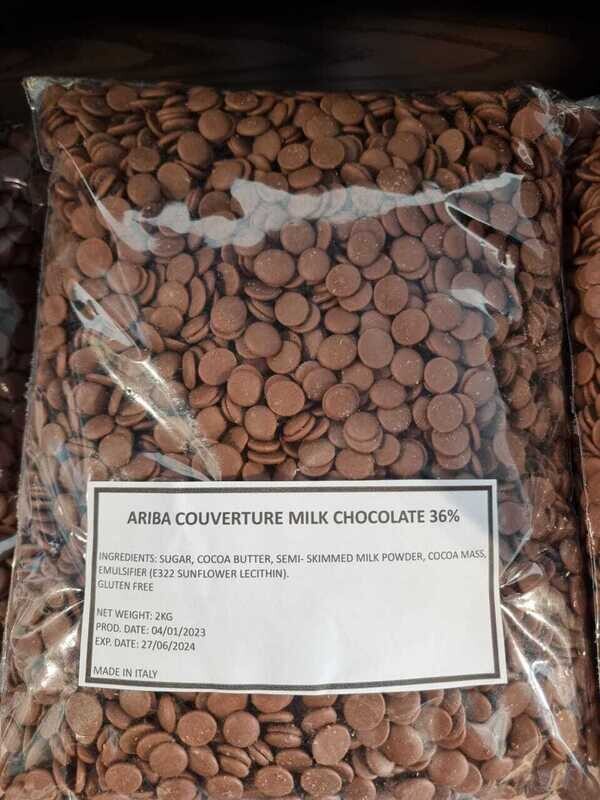 ARIBA COUVERTURE MILK CHOCOLATE 36%
INGREDIENTS: SUGAR, COCOA BUTTER, SEMI- SKIMMED MILK POWDER, COCOA MASS,
EMULSIFIER (E322 SUNFLOWER LECITHIN).
GLUTEN FREE
NET WEIGHT: 2KG
PROD. DATE: 04/01/2023
EXP. DATE: 27/06/2024
MADE IN ITALY